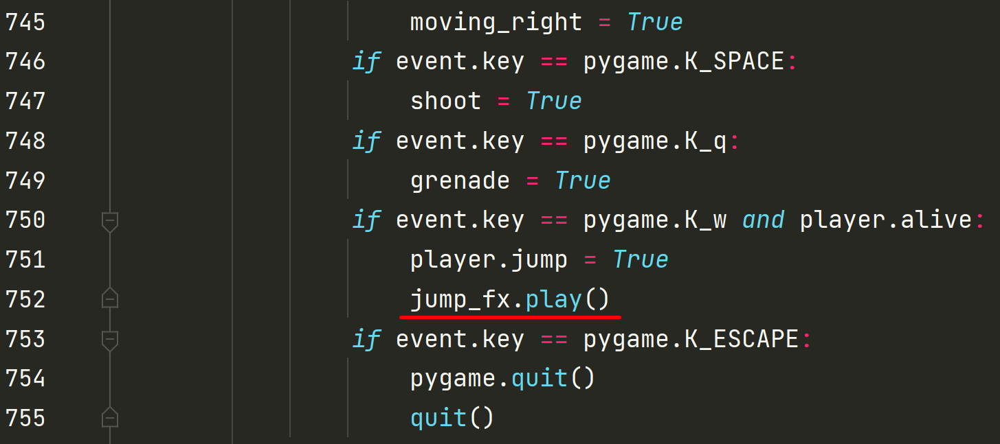 745 moving_right = True
746 if event.key == pygame.K_SPACE:
747 shoot = True
748 if event.key == pygame.K_q:
749 grenade = True
750 if event.key == pygame.K_w and player.alive:
751 player.jump = True
752 jump_fx.play()
753 if event.key == pygame.K_ESCAPE:
754 pygame.quit()
755 quit()